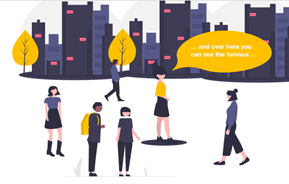 ... and over here you
can see the famous ...